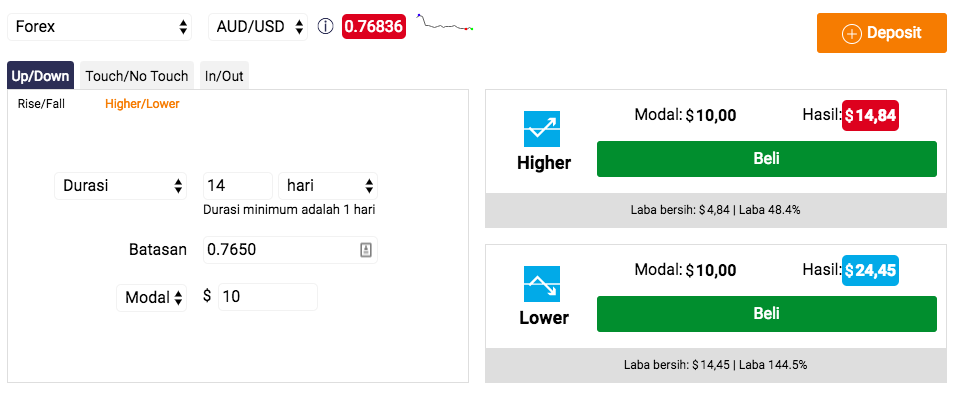 Forex AUD/USD 0.76836
Deposit
Up/Down Touch/No Touch In/Out
Rise/Fall Higher/Lower
Durasi 14 hari
Durasi minimum adalah 1 hari
Batasan 0.7650
Modal $ 10
Modal: $10,00 Hasil: $14,84
Higher
Beli
Laba bersih: $4,84 | Laba 48.4%
Modal: $10,00 Hasil: $24,45
Lower
Beli
Laba bersih: $14,45 | Laba 144.5%